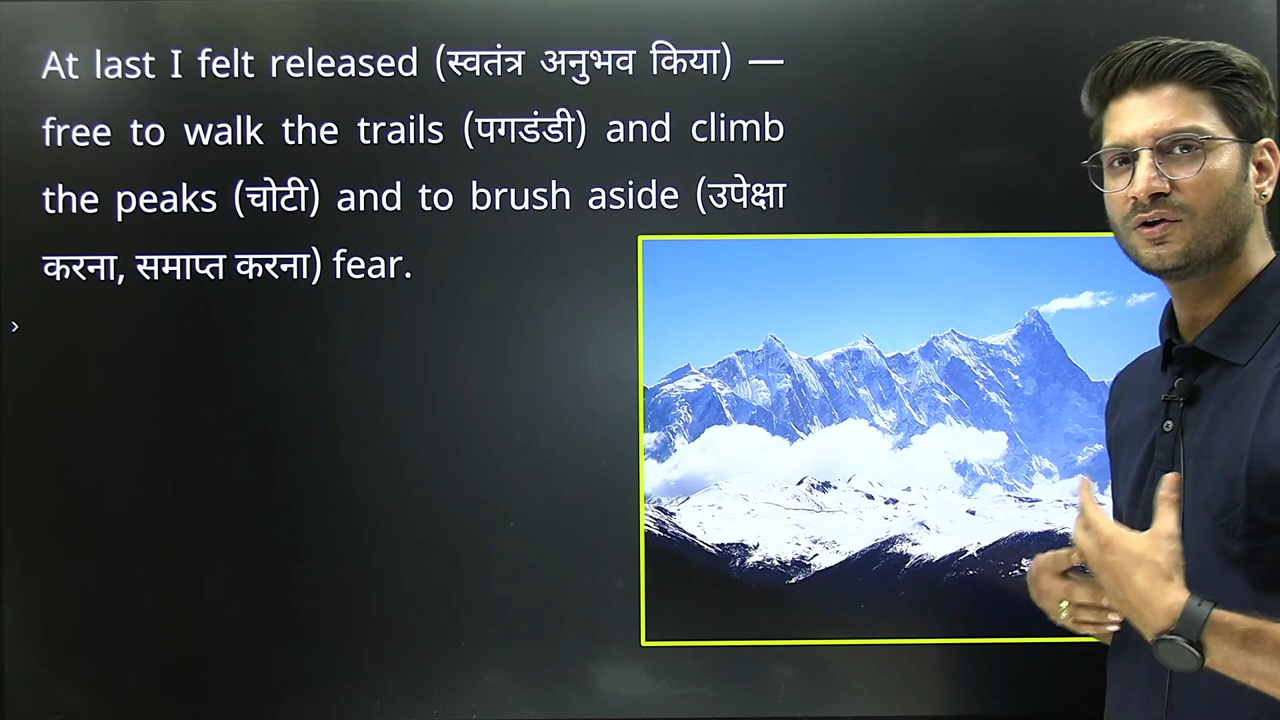 At last I felt released (स्वतंत्र अनुभव किया) —
free to walk the trails (पगडंडी) and climb
the peaks (चोटी) and to brush aside (उपेक्षा
करना, समाप्त करना) fear.